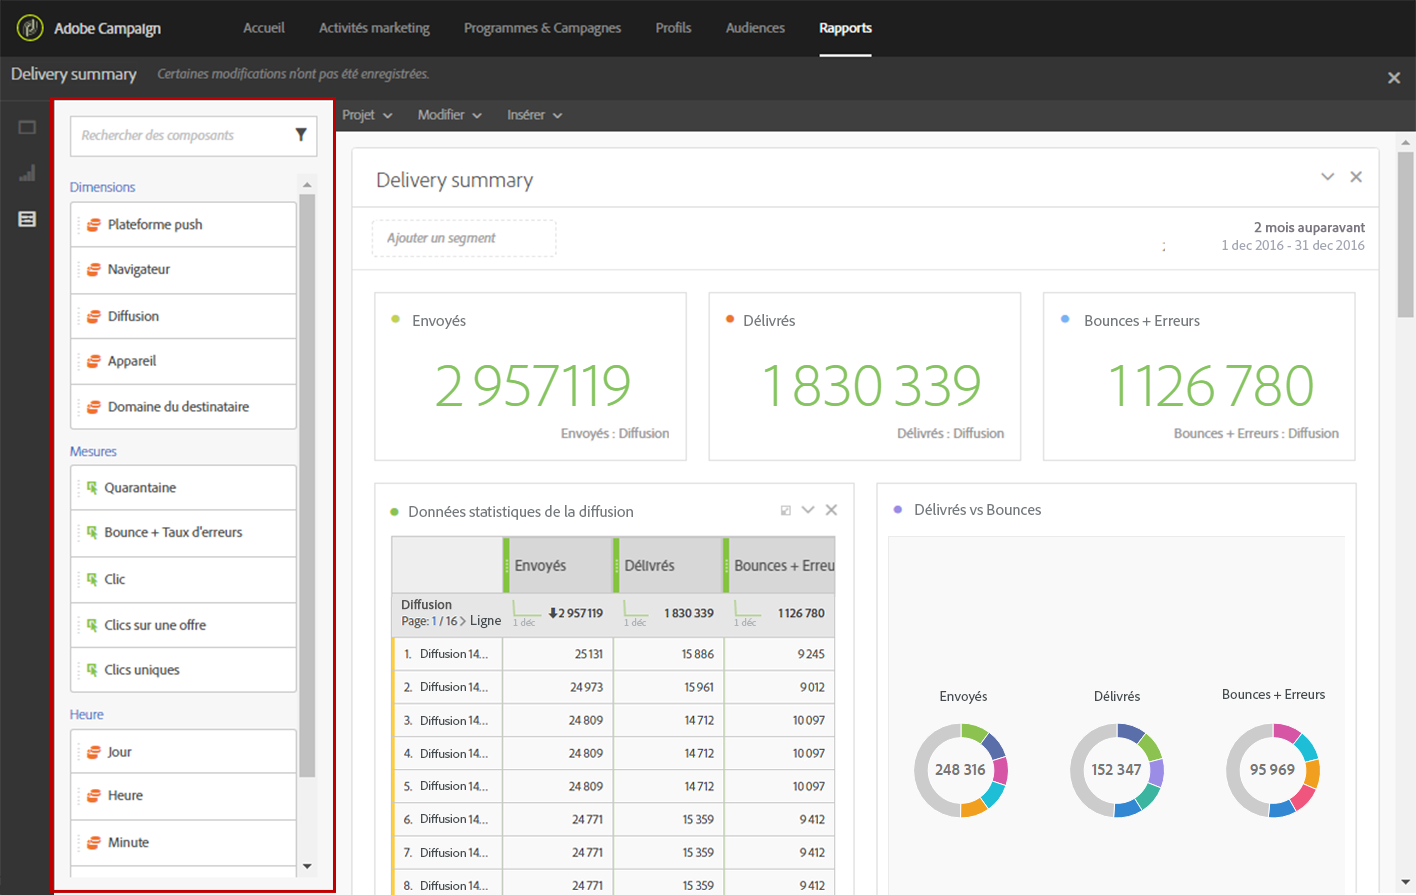 Adobe Campaign Accueil Activités marketing Programmes & Campagnes Profils Audiences Rapports
Delivery summary Certaines modifications n'ont pas été enregistrées.
Projet Modifier Insérer
Rechercher des composants
Dimensions
Plateforme push
Navigateur
Diffusion
Appareil
Domaine du destinataire
Mesures
Quarantaine
Bounce + Taux d'erreurs
Clic
Clics sur une offre
Clics uniques
Heure
Jour
Heure
Minute
Delivery summary
Ajouter un segment
2 mois auparavant
1 dec 2016 - 31 dec 2016
Envoyés
2 957119
Envoyés : Diffusion
Délivrés
1 830 339
Délivrés : Diffusion
Bounces + Erreurs
1 126 780
Bounces + Erreurs : Diffusion
Données statistiques de la diffusion
Envoyés Délivrés Bounces + Erreu
Diffusion
Page: 1 / 16 > Ligne
1 déc 2 957 119 1 déc 1 830 339 1 déc 1 126 780
1. Diffusion 14... 25 131 15 886 9 245
2. Diffusion 14... 24 973 15 961 9 012
3. Diffusion 14... 24 809 14 712 10 097
4. Diffusion 14... 24 809 14 712 10 097
5. Diffusion 14... 24 809 14 712 10 097
6. Diffusion 14... 24 771 15 359 9 412
7. Diffusion 14... 24 771 15 359 9 412
8. Diffusion 14... 24 771 15 359 9 412
Délivrés vs Bounces
Envoyés Délivrés Bounces + Erreurs
248 316 152 347 95 969